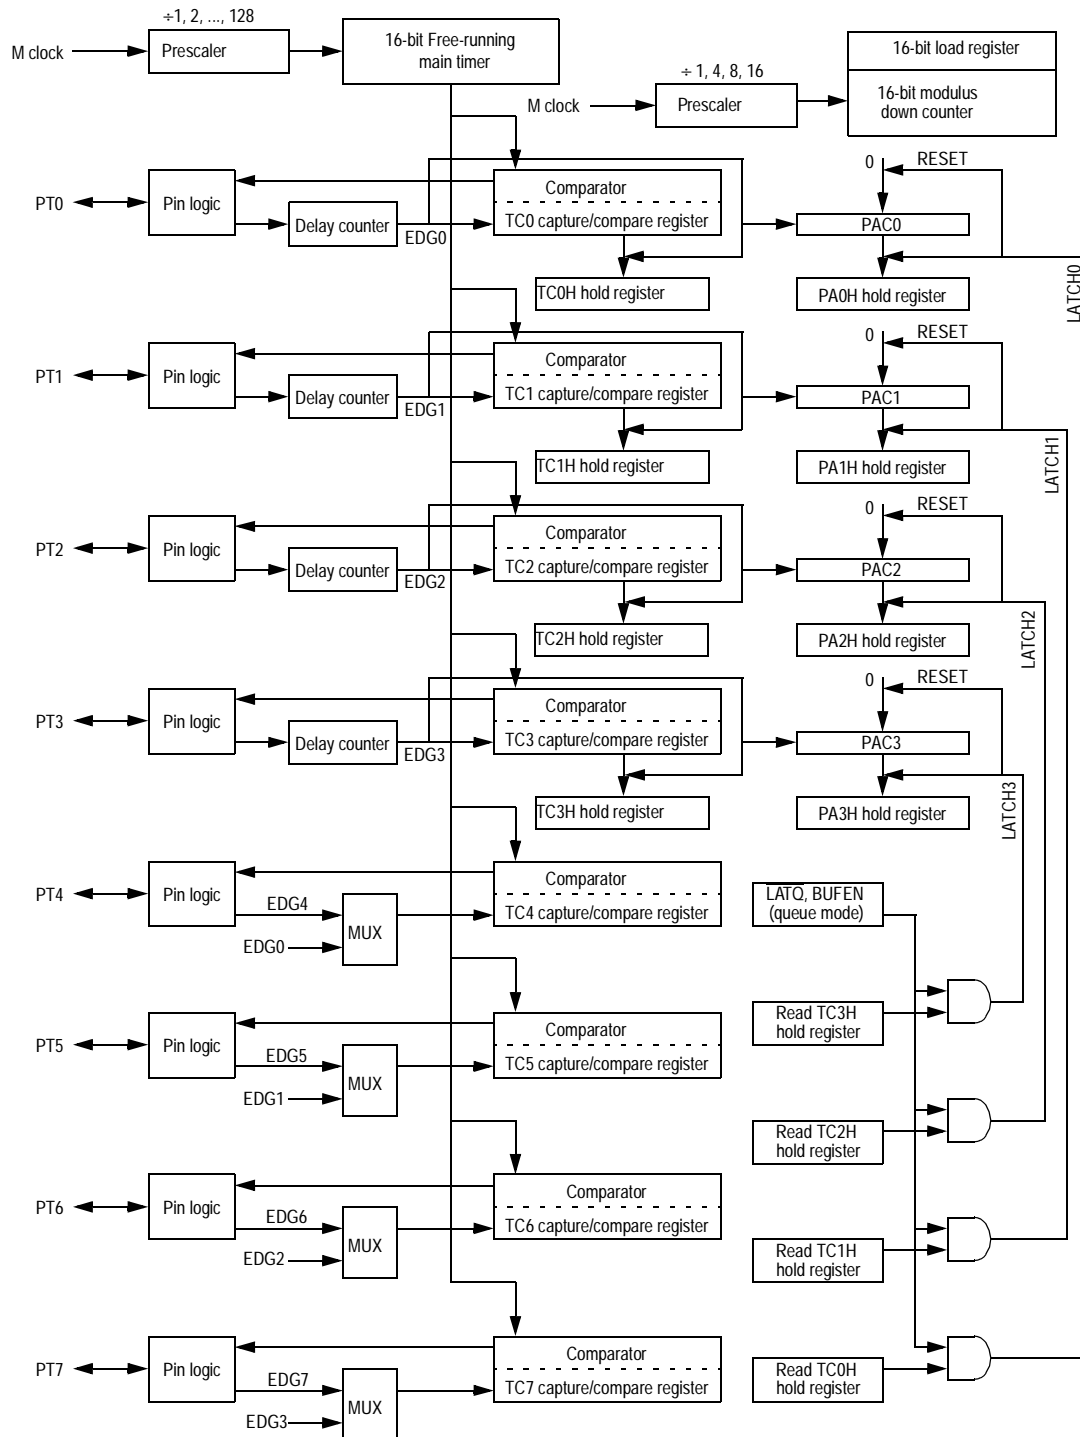 ÷1, 2, ..., 128
M clock
Prescaler
16-bit Free-running
main timer
16-bit load register
16-bit modulus
down counter
÷ 1, 4, 8, 16
M clock
Prescaler
PT0
Pin logic
Delay counter
EDG0
Comparator
TC0 capture/compare register
TC0H hold register
0
RESET
PAC0
PA0H hold register
LATCH0
PT1
Pin logic
Delay counter
EDG1
Comparator
TC1 capture/compare register
TC1H hold register
0
RESET
PAC1
PA1H hold register
LATCH1
PT2
Pin logic
Delay counter
EDG2
Comparator
TC2 capture/compare register
TC2H hold register
0
RESET
PAC2
PA2H hold register
LATCH2
PT3
Pin logic
Delay counter
EDG3
Comparator
TC3 capture/compare register
TC3H hold register
0
RESET
PAC3
PA3H hold register
LATCH3
PT4
Pin logic
EDG4
EDG0
MUX
Comparator
TC4 capture/compare register
LATQ, BUFEN
(queue mode)
PT5
Pin logic
EDG5
EDG1
MUX
Comparator
TC5 capture/compare register
Read TC3H
hold register
Read TC2H
hold register
PT6
Pin logic
EDG6
EDG2
MUX
Comparator
TC6 capture/compare register
Read TC1H
hold register
PT7
Pin logic
EDG7
EDG3
MUX
Comparator
TC7 capture/compare register
Read TC0H
hold register